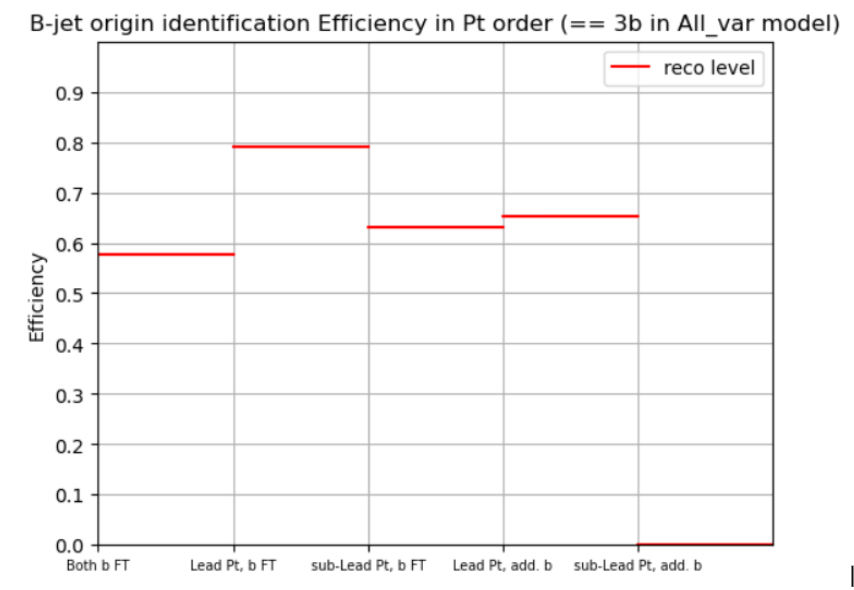 B-jet origin identification Efficiency in Pt order (== 3b in All_var model)
reco level
Efficiency
0.9
0.8
0.7
0.6
0.5
0.4
0.3
0.2
0.1
0.0
Both b FT Lead Pt, b FT sub-Lead Pt, b FT Lead Pt, add. b sub-Lead Pt, add. b